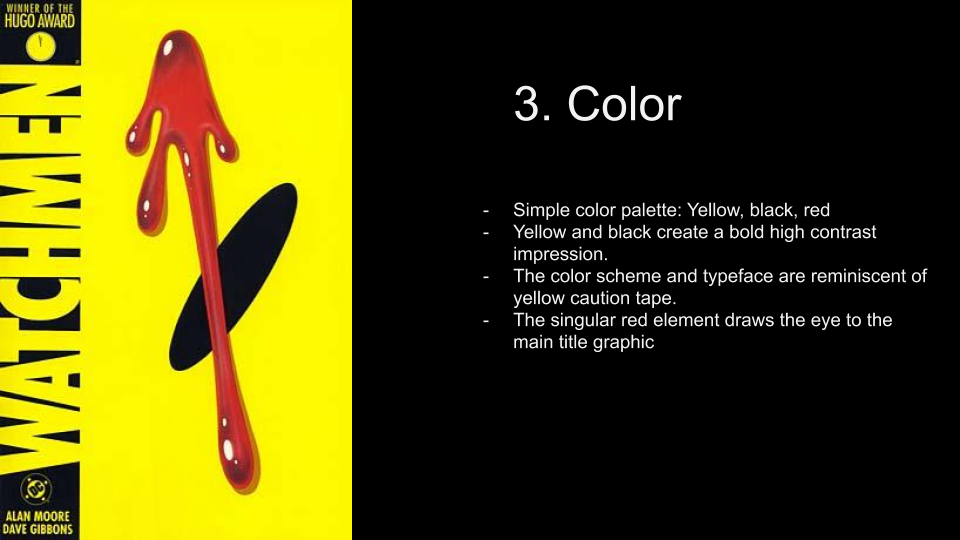 WINNER OF THE
HUGO AWARD
WATCHMEN
DC
ALAN MOORE
DAVE GIBBONS
3. Color
- Simple color palette: Yellow, black, red
- Yellow and black create a bold high contrast
impression.
- The color scheme and typeface are reminiscent of
yellow caution tape.
- The singular red element draws the eye to the
main title graphic